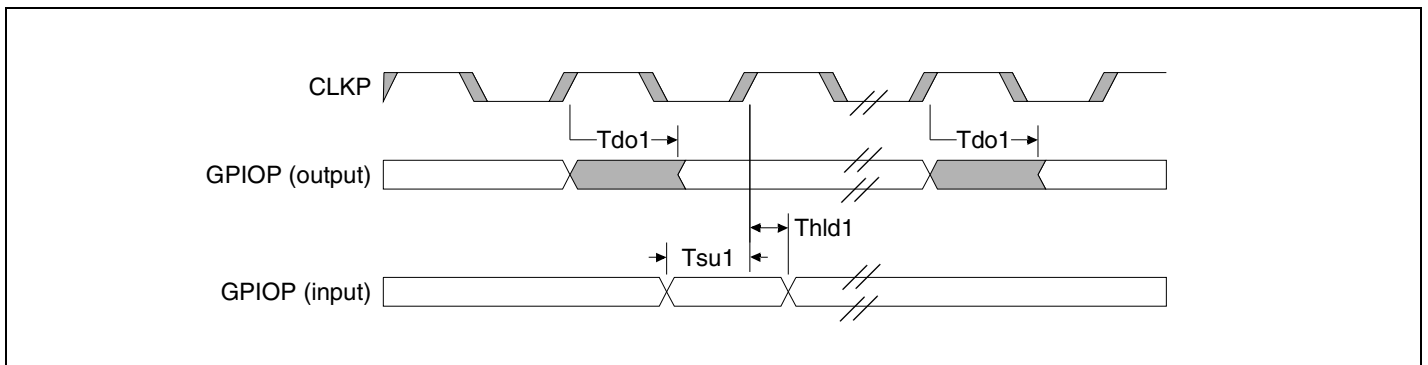 CLKP
Tdo1
Tdo1
GPIOP (output)
Thld1
Tsu1
GPIOP (input)